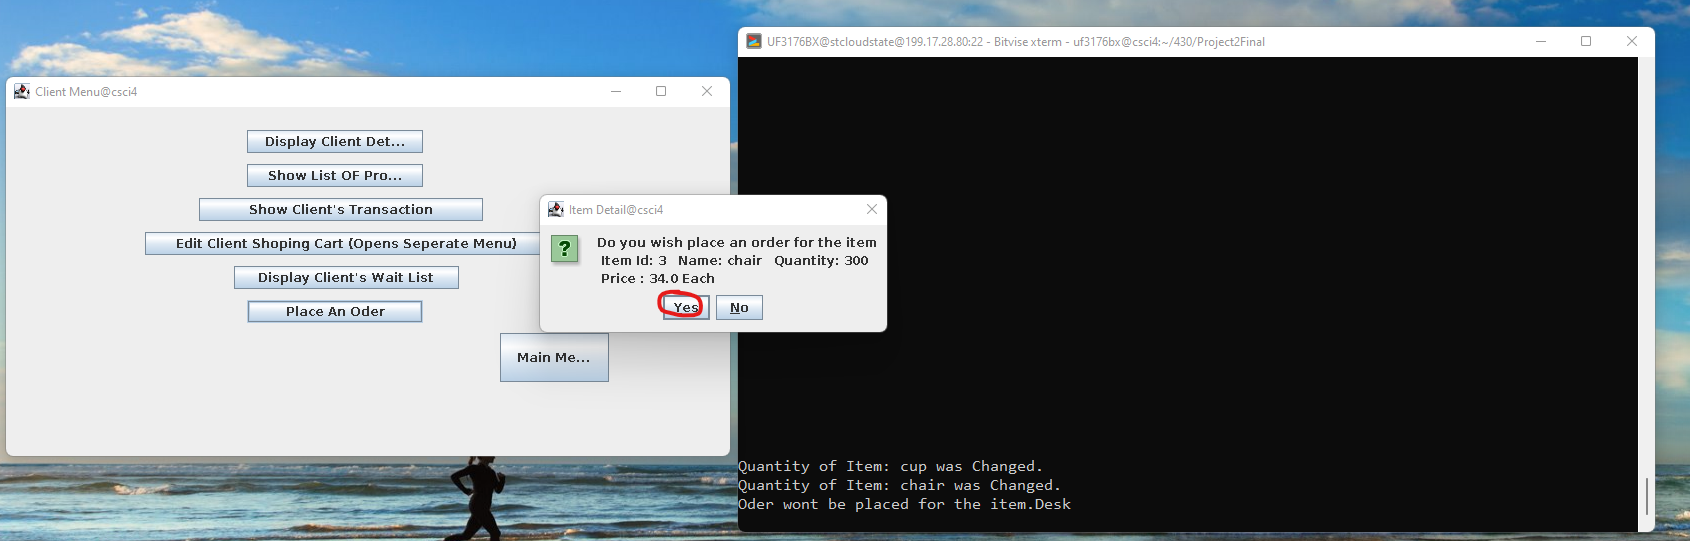 UF3176BX@stcloudstate@199.17.28.80:22 - Bitvise xterm - uf3176bx@csci4:~/430/Project2Final
Client Menu@csci4
Display Client Det...
Show List OF Pro...
Show Client's Transaction
Edit Client Shoping Cart {Opens Seperate Menu}
Display Client's Wait List
Place An Oder
Main Me...
Item Detail@csci4
?
Do you wish place an order for the item
Item Id: 3 Name: chair Quantity: 300
Price : 34.0 Each
Yes No
Quantity of Item: cup was Changed.
Quantity of Item: chair was Changed.
Oder wont be placed for the item.Desk